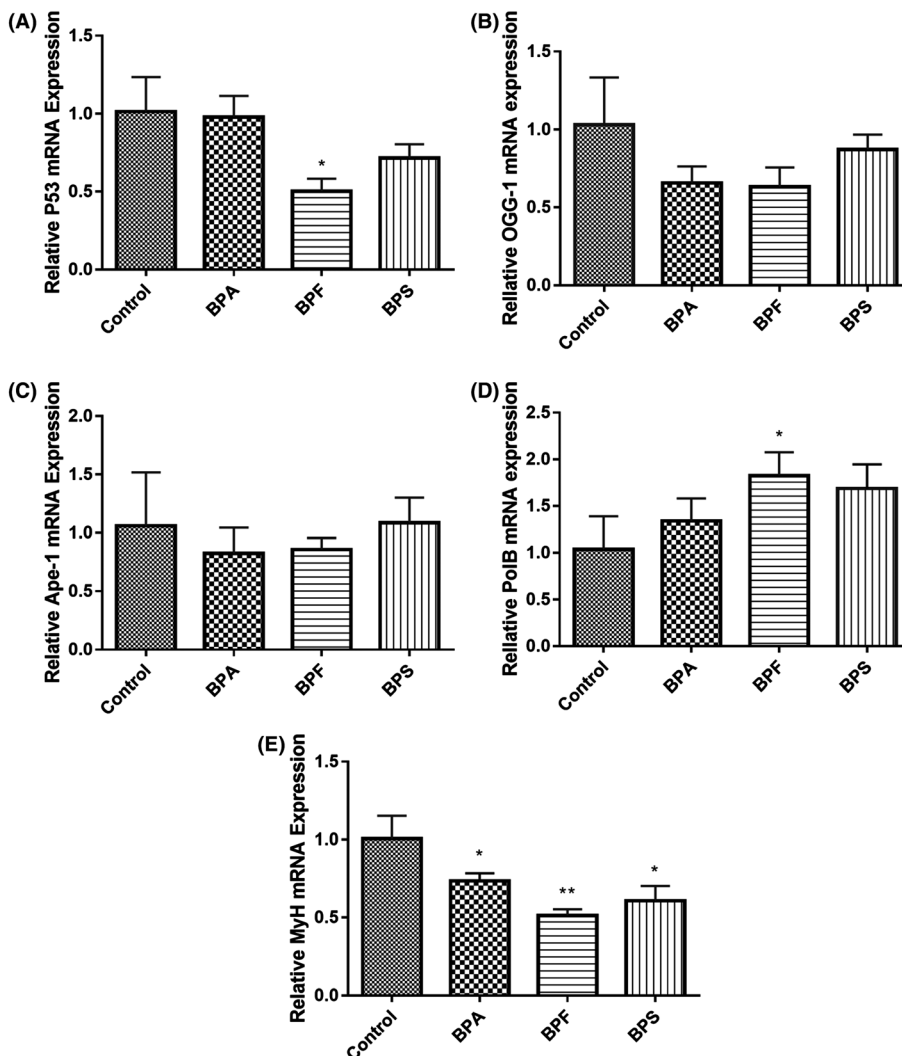 (A)
Relative P53 mRNA Expression
1.5
1.0
0.5
0.0
*
Control
BPA
BPF
BPS
(B)
Rellative OGG-1 mRNA expression
1.5
1.0
0.5
0.0
Control
BPA
BPF
BPS
(C)
Relative Ape-1 mRNA Expression
2.0
1.5
1.0
0.5
0.0
Control
BPA
BPF
BPS
(D)
Rellative PolB mRNA expression
2.5
2.0
1.5
1.0
0.5
0.0
*
Control
BPA
BPF
BPS
(E)
Relative MyH mRNA Expression
1.5
1.0
0.5
0.0
*
**
*
Control
BPA
BPF
BPS